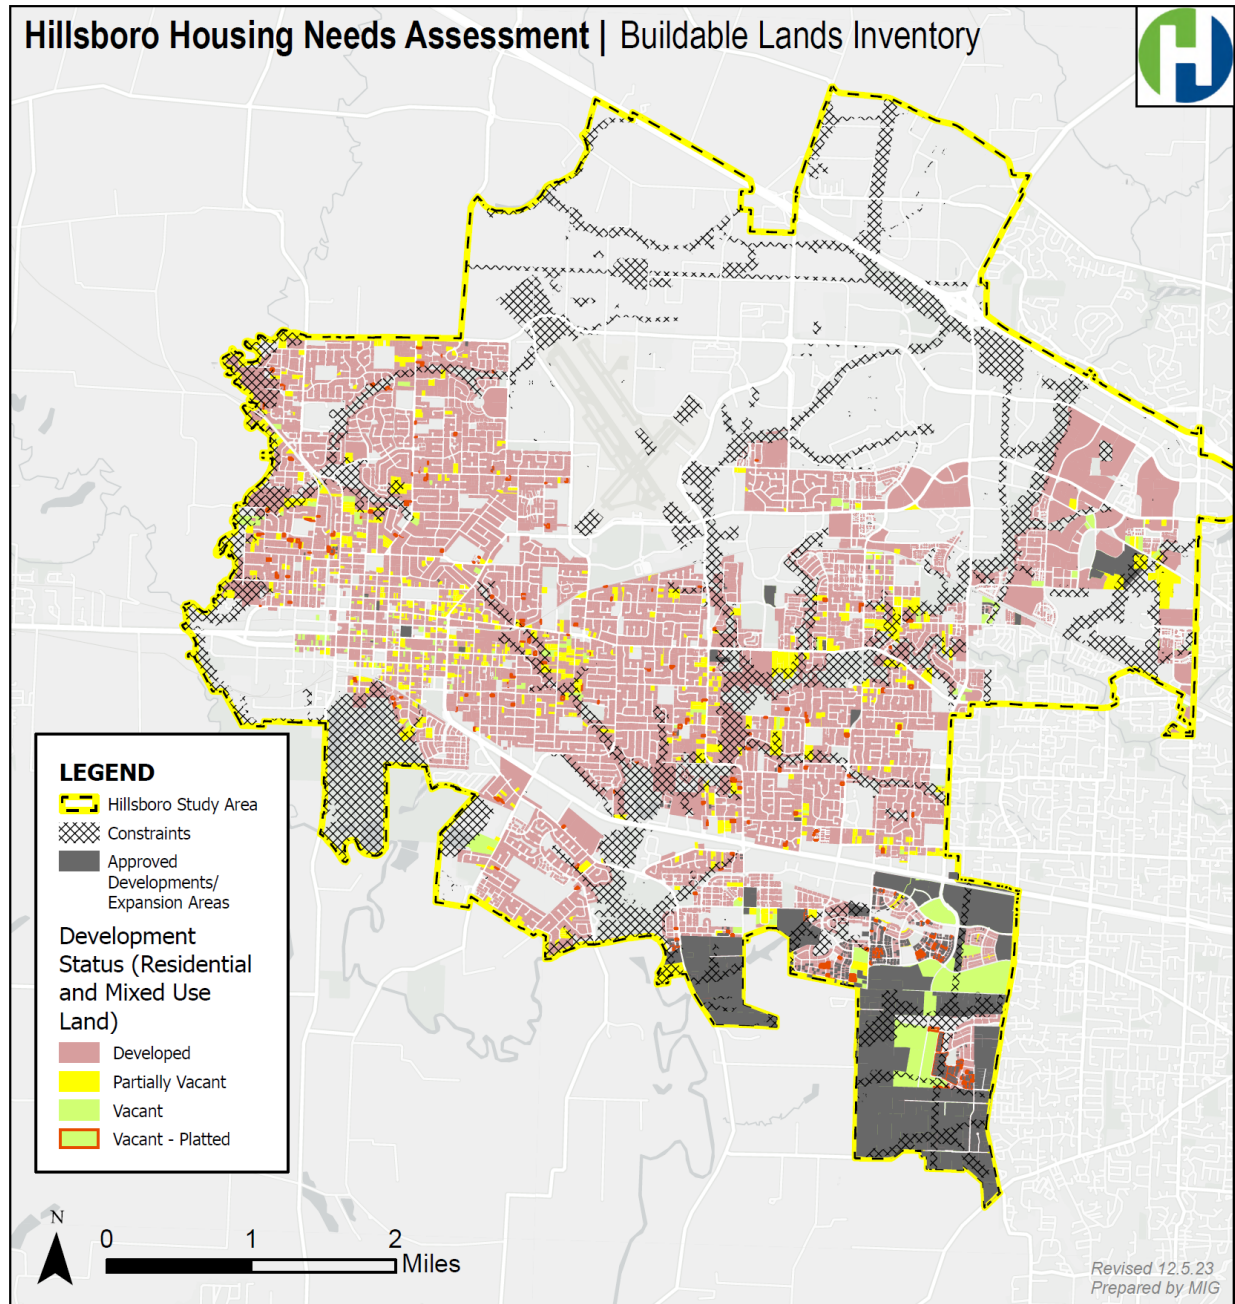 Hillsboro Housing Needs Assessment | Buildable Lands Inventory
LEGEND
Hillsboro Study Area
Constraints
Approved
Developments/
Expansion Areas
Development
Status (Residential
and Mixed Use
Land)
Developed
Partially Vacant
Vacant
Vacant - Platted
N
0 1 2
Miles
Revised 12.5.23
Prepared by MIG